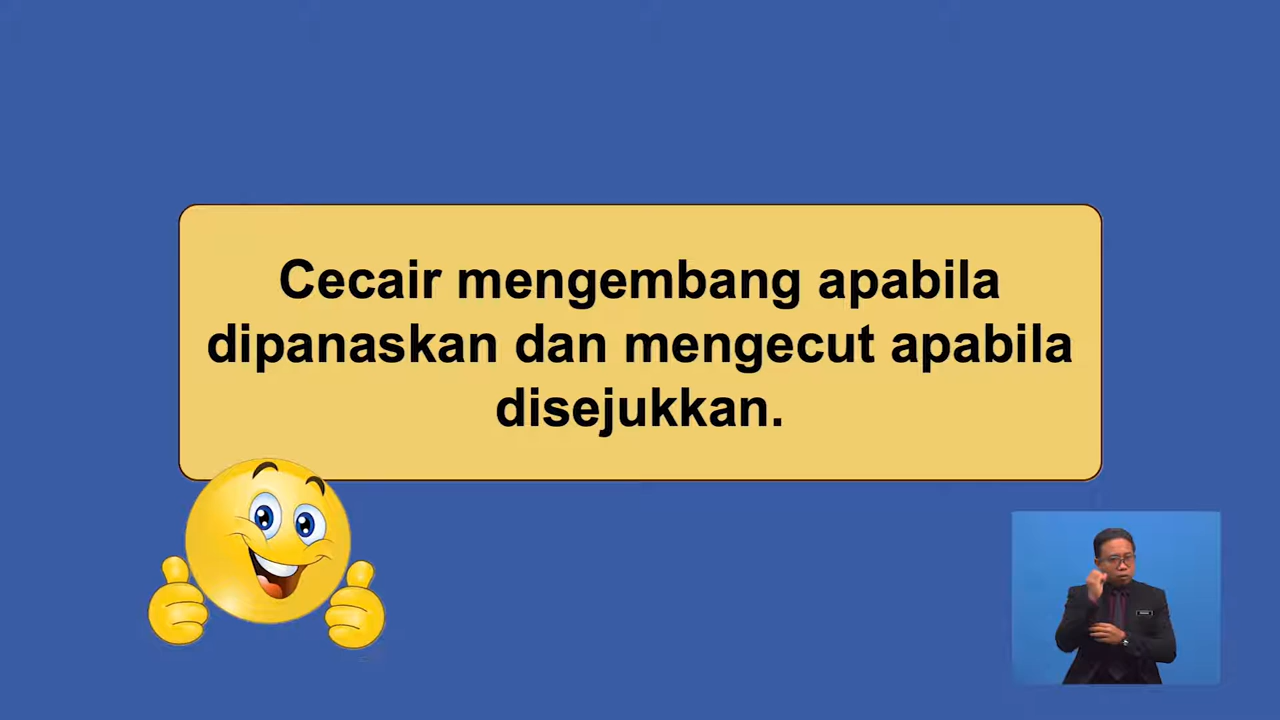 Cecair mengembang apabila
dipanaskan dan mengecut apabila
disejukkan.